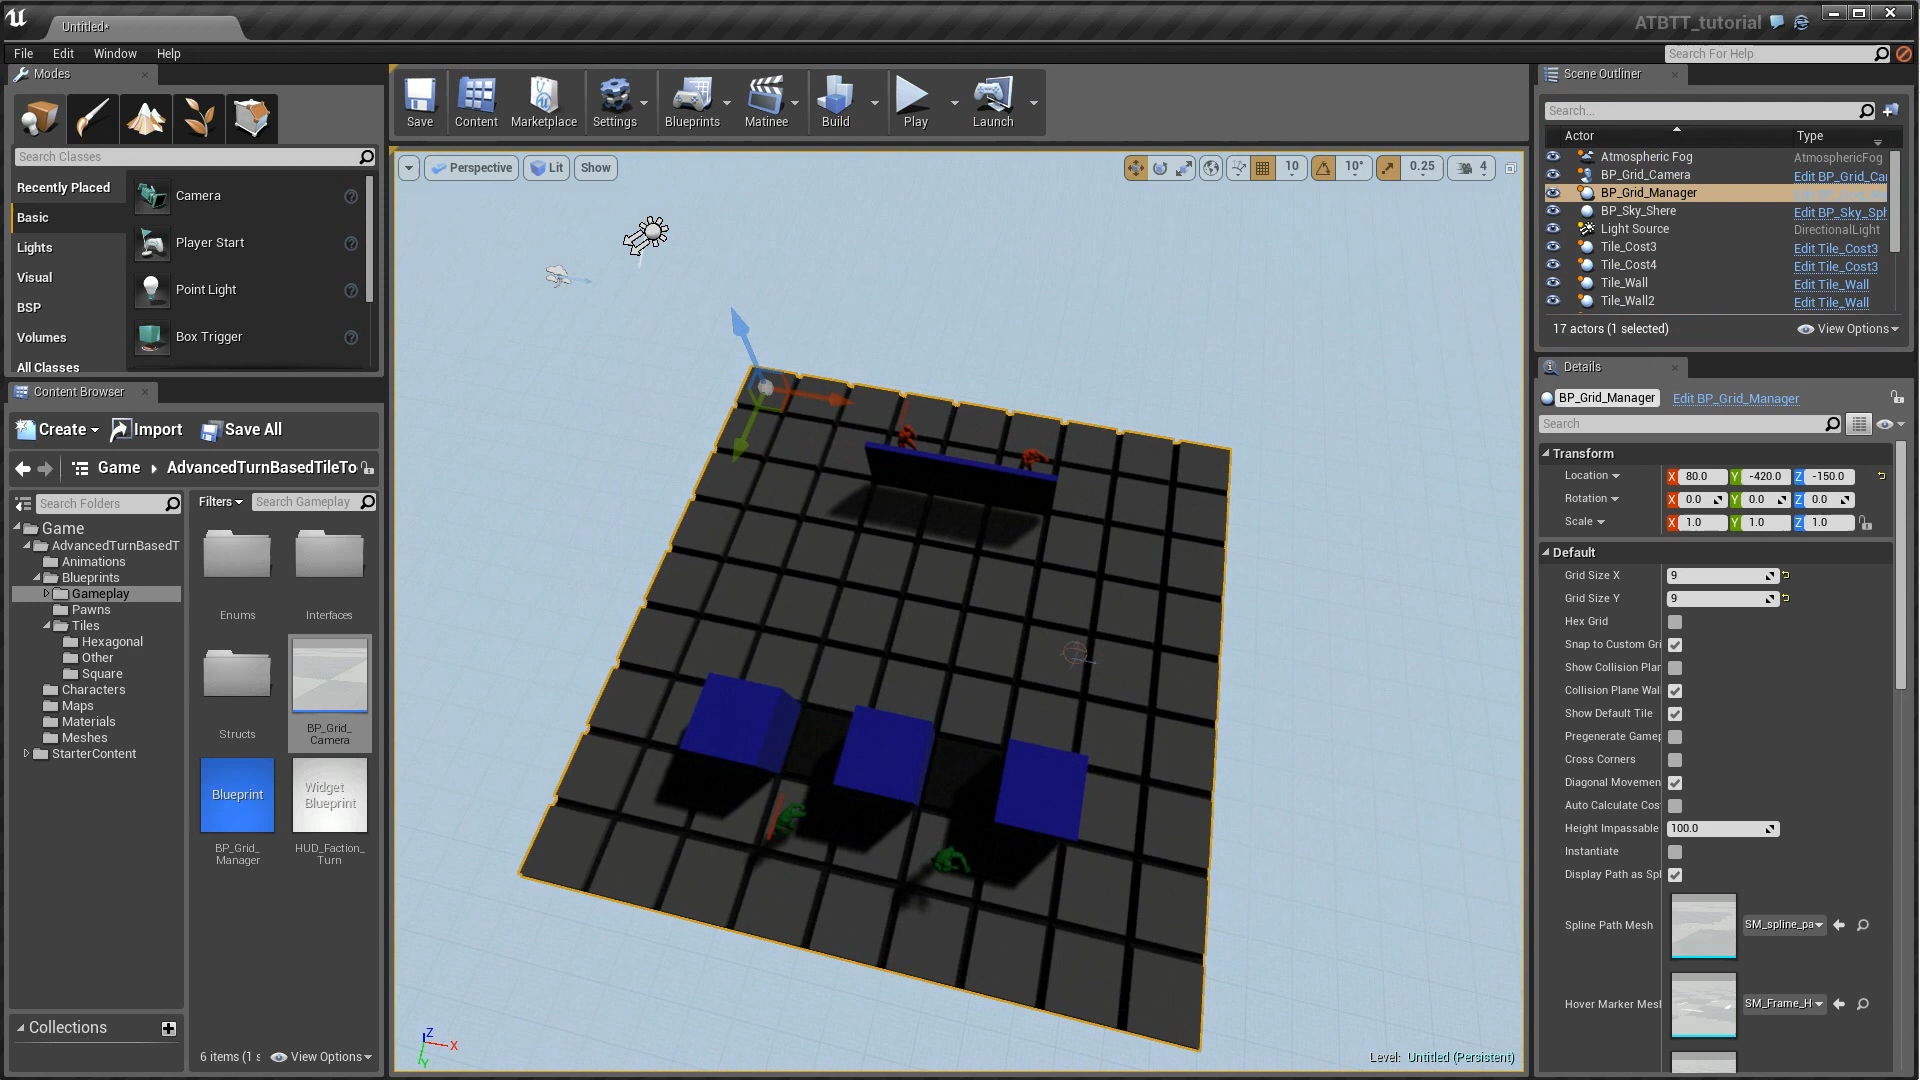 Untitled*
ATBTT_tutorial
File Edit Window Help
Search For Help
Modes
Search Classes
Recently Placed
Basic
Lights
Visual
BSP
Volumes
All Classes
Camera
Player Start
Point Light
Box Trigger
Save
Content
Marketplace
Settings
Blueprints
Matinee
Build
Play
Launch
Perspective
Lit
Show
10
10°
0.25
4
Z
X
Y
Level: Untitled (Persistent)
Content Browser
Create
Import
Save All
Game
AdvancedTurnBasedTileTo
Search Folders
Game
AdvancedTurnBasedT
Animations
Blueprints
Gameplay
Pawns
Tiles
Hexagonal
Other
Square
Characters
Maps
Materials
Meshes
StarterContent
Collections
Filters
Search Gameplay
Enums
Interfaces
Structs
BP_Grid_
Camera
Blueprint
BP_Grid_
Manager
Widget
Blueprint
HUD_Faction_
Turn
6 items (1 s
View Options
Scene Outliner
Search...
Actor Type
Atmospheric Fog AtmosphericFog
BP_Grid_Camera Edit BP_Grid_Ca
BP_Grid_Manager
BP_Sky_Shere Edit BP_Sky_Sph
Light Source DirectionalLight
Tile_Cost3 Edit Tile_Cost3
Tile_Cost4 Edit Tile_Cost3
Tile_Wall Edit Tile_Wall
Tile_Wall2 Edit Tile_Wall
17 actors (1 selected)
View Options
Details
BP_Grid_Manager Edit BP_Grid_Manager
Search
Transform
Location X 80.0 Y -420.0 Z -150.0
Rotation X 0.0 Y 0.0 Z 0.0
Scale X 1.0 Y 1.0 Z 1.0
Default
Grid Size X 9
Grid Size Y 9
Hex Grid
Snap to Custom Gri
Show Collision Plan
Collision Plane Wal
Show Default Tile
Pregenerate Gamep
Cross Corners
Diagonal Movemen
Auto Calculate Cos
Height Impassable 100.0
Instantiate
Display Path as Spl
Spline Path Mesh SM_spline_pa
Hover Marker Mesh SM_Frame_H